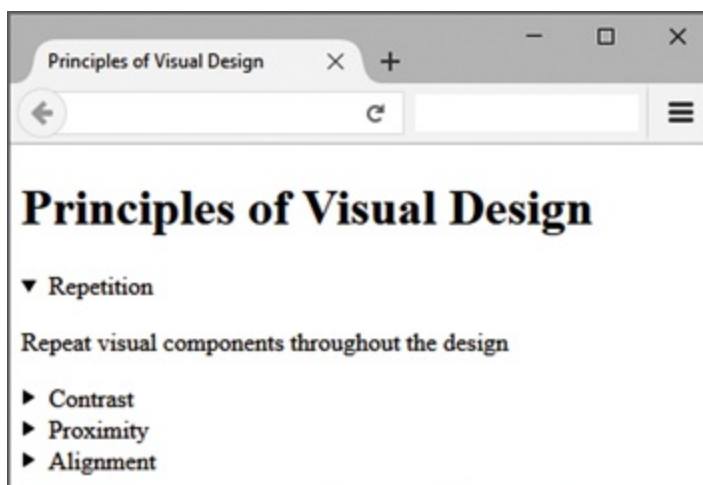 Principles of Visual Design
Principles of Visual Design
Repetition
Repeat visual components throughout the design
Contrast
Proximity
Alignment